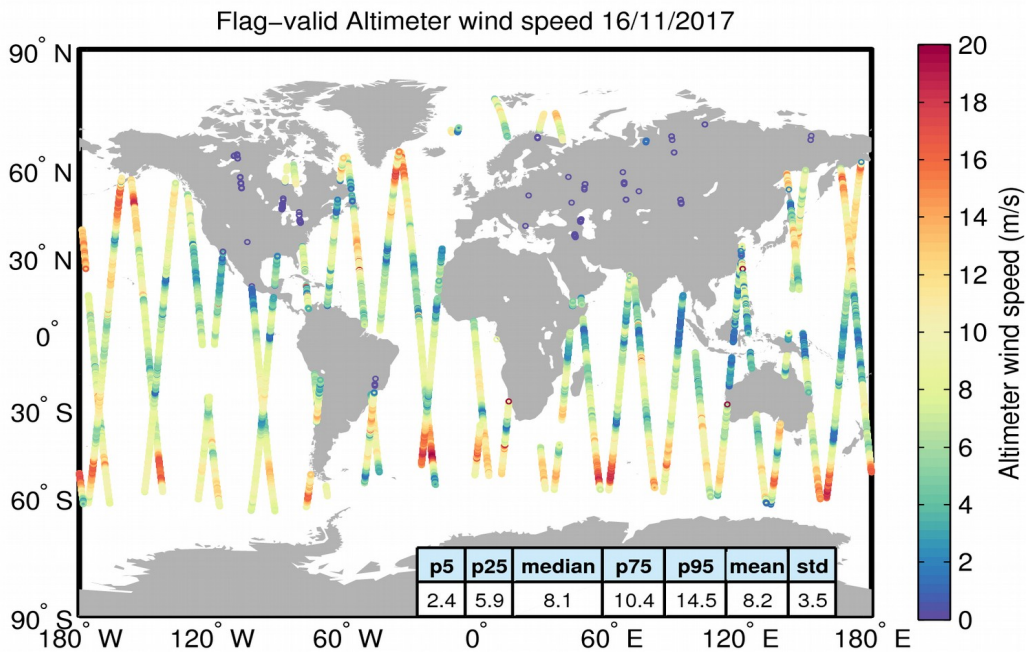 Flag−valid Altimeter wind speed 16/11/2017
90° N
60° N
30° N
0°
30° S
60° S
90° S
180° W
120° W
60° W
0°
60° E
120° E
180° E
p5 p25 median p75 p95 mean std
2.4 5.9 8.1 10.4 14.5 8.2 3.5
20
18
16
14
12
10
8
6
4
2
0
Altimeter wind speed (m/s)